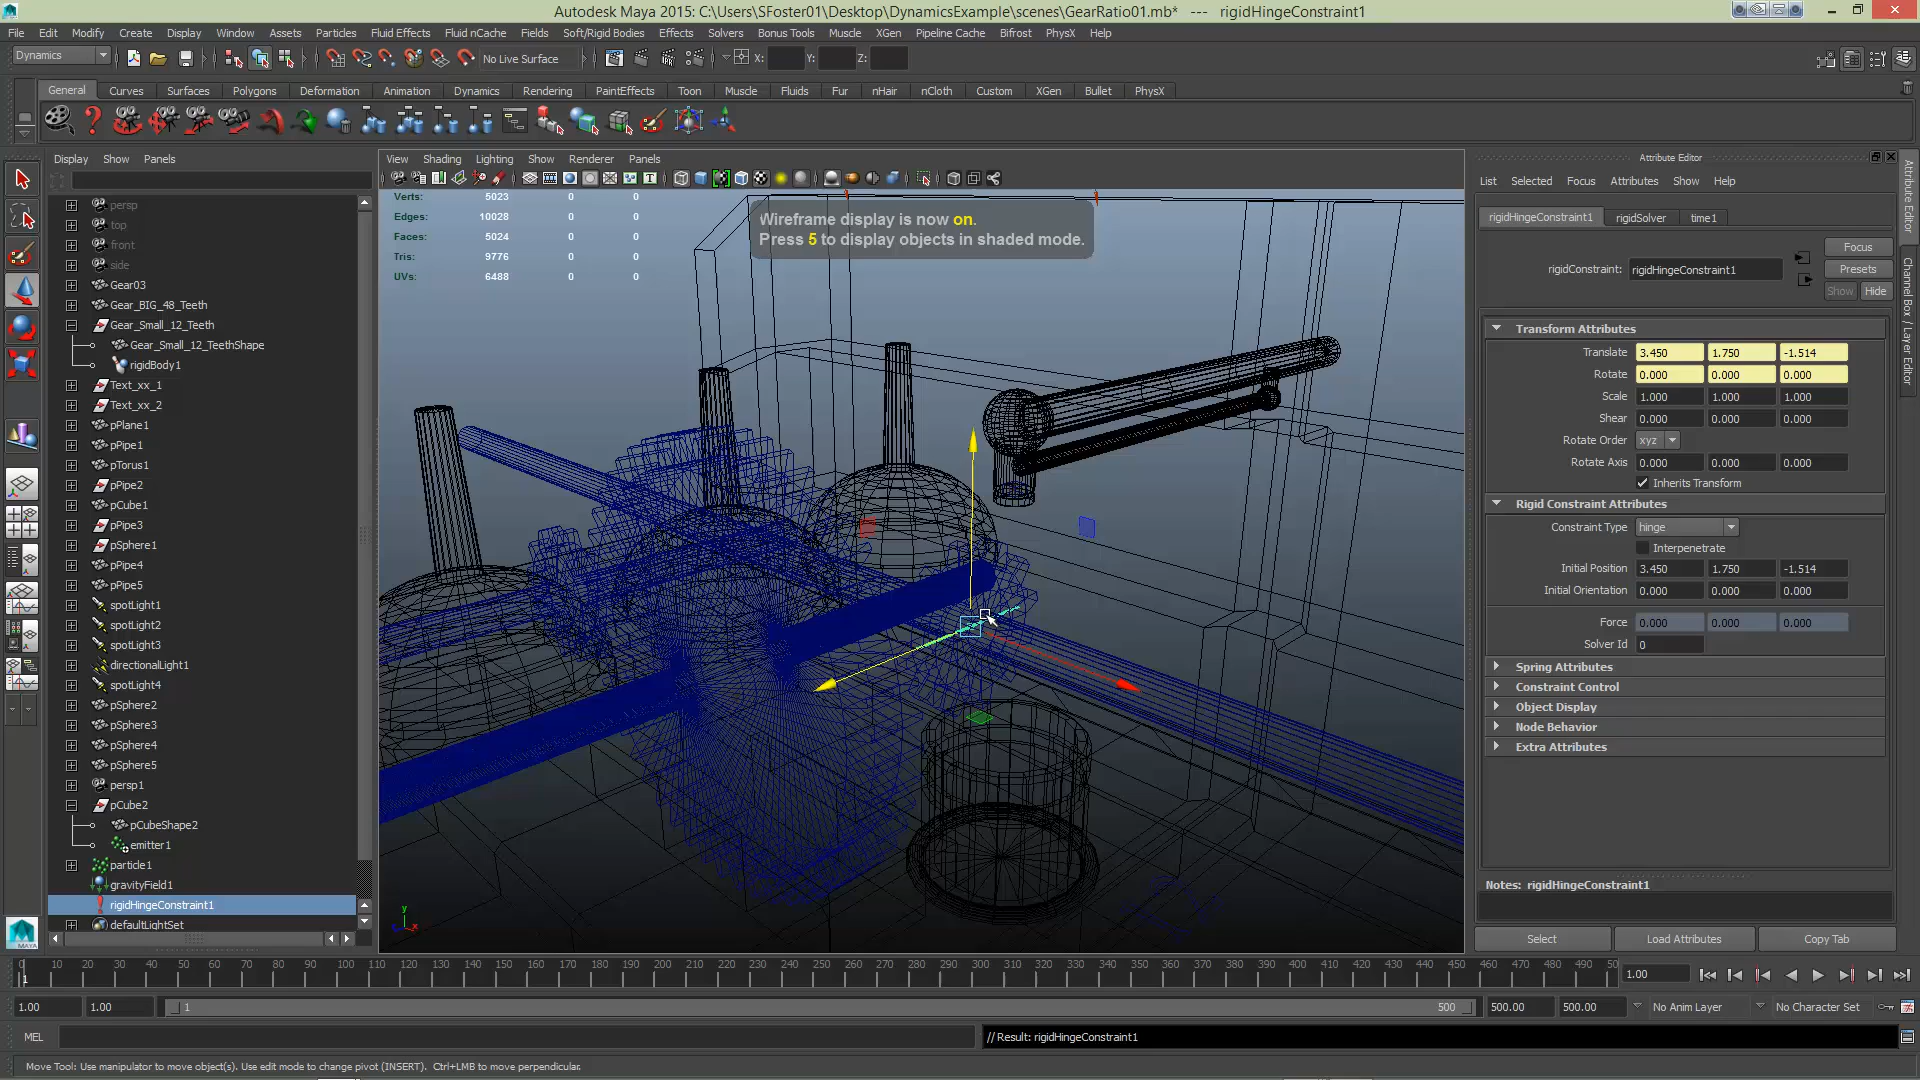 Autodesk Maya 2015: C:\Users\SFoster01\Desktop\DynamicsExample\scenes\GearRatio01.mb* --- rigidHingeConstraint1
File Edit Modify Create Display Window Assets Particles Fluid Effects Fluid nCache Fields Soft/Rigid Bodies Effects Solvers Bonus Tools Muscle XGen Pipeline Cache Bifrost PhysX Help
Dynamics No Live Surface X: Y: Z:
General Curves Surfaces Polygons Deformation Animation Dynamics Rendering PaintEffects Toon Muscle Fluids Fur nHair nCloth Custom XGen Bullet PhysX
Display Show Panels
persp
top
front
side
Gear03
Gear_BIG_48_Teeth
Gear_Small_12_Teeth
Gear_Small_12_TeethShape
rigidBody1
Text_xx_1
Text_xx_2
pPlane1
pPipe1
pTorus1
pPipe2
pCube1
pPipe3
pSphere1
pPipe4
pPipe5
spotLight1
spotLight2
spotLight3
directionalLight1
spotLight4
pSphere2
pSphere3
pSphere4
pSphere5
persp1
pCube2
pCubeShape2
emitter1
particle1
gravityField1
rigidHingeConstraint1
defaultLightSet
View Shading Lighting Show Renderer Panels
Verts: 5023 0 0
Edges: 10028 0 0
Faces: 5024 0 0
Tris: 9776 0 0
UVs: 6488 0 0
Wireframe display is now on.
Press 5 to display objects in shaded mode.
y
x
Attribute Editor
List Selected Focus Attributes Show Help
rigidHingeConstraint1 rigidSolver time1
rigidConstraint: rigidHingeConstraint1
Focus
Presets
Show Hide
Transform Attributes
Translate 3.450 1.750 -1.514
Rotate 0.000 0.000 0.000
Scale 1.000 1.000 1.000
Shear 0.000 0.000 0.000
Rotate Order xyz
Rotate Axis 0.000 0.000 0.000
Inherits Transform
Rigid Constraint Attributes
Constraint Type hinge
Interpenetrate
Initial Position 3.450 1.750 -1.514
Initial Orientation 0.000 0.000 0.000
Force 0.000 0.000 0.000
Solver Id 0
Spring Attributes
Constraint Control
Object Display
Node Behavior
Extra Attributes
Notes: rigidHingeConstraint1
Select Load Attributes Copy Tab
Attribute Editor
Channel Box / Layer Editor
MAYA
0 10 20 30 40 50 60 70 80 90 100 110 120 130 140 150 160 170 180 190 200 210 220 230 240 250 260 270 280 290 300 310 320 330 340 350 360 370 380 390 400 410 420 430 440 450 460 470 480 490 50
1
1.00
1.00 1.00 1 500 500.00 500.00 No Anim Layer No Character Set
MEL // Result: rigidHingeConstraint1
Move Tool: Use manipulator to move object(s). Use edit mode to change pivot (INSERT). Ctrl+LMB to move perpendicular.